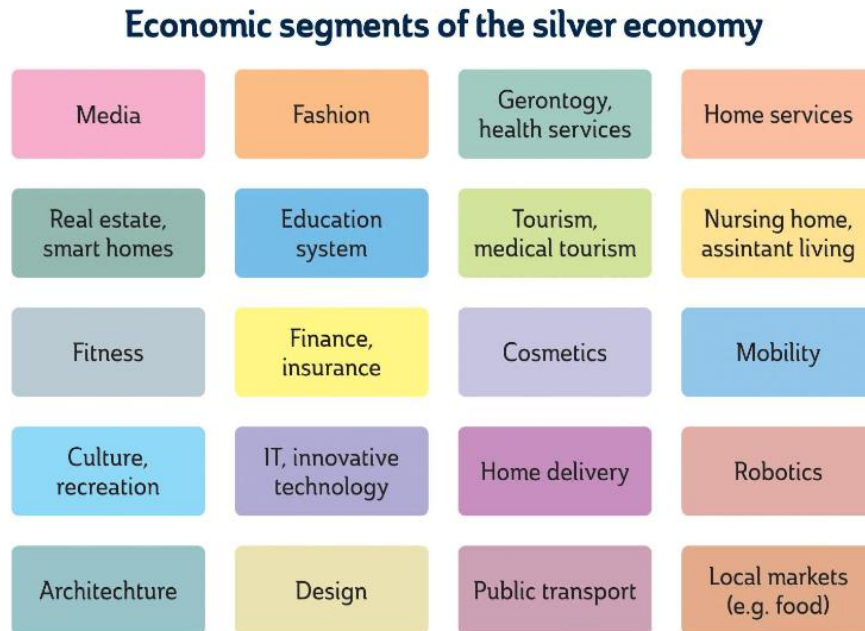 Economic segments of the silver economy
Media
Fashion
Gerontogy,
health services
Home services
Real estate,
smart homes
Education
system
Tourism,
medical tourism
Nursing home,
assintant living
Fitness
Finance,
insurance
Cosmetics
Mobility
Culture,
recreation
IT, innovative
technology
Home delivery
Robotics
Architechture
Design
Public transport
Local markets
(e.g. food)